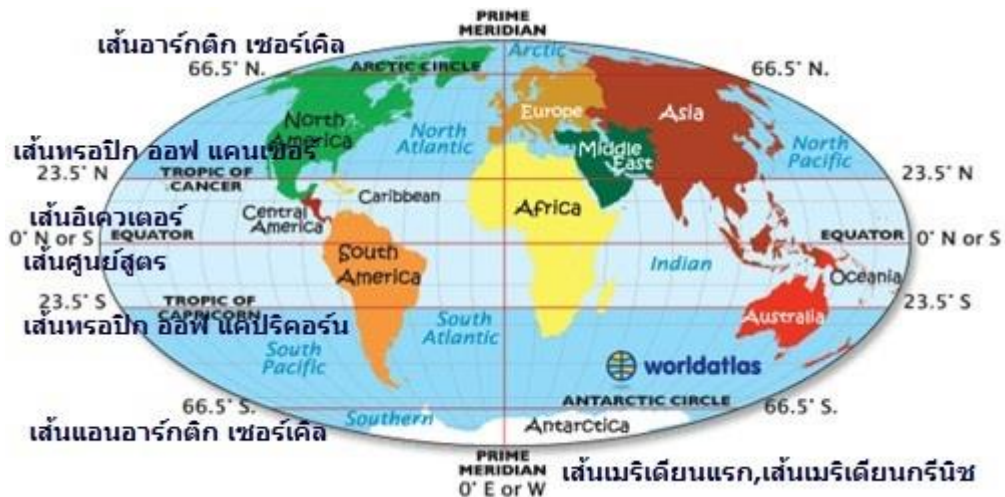 PRIME
MERIDIAN
เส้นอาร์กติก เซอร์เคิล
Arctic
66.5° N.
ARCTIC CIRCLE
66.5° N.
Europe
Asia
North
America
North
Atlantic
Middle
East
North
Pacific
เส้นทรอปิก ออฟ แคนเซอร์
23.5° N
TROPIC OF
CANCER
23.5° N
Caribbean
Africa
เส้นอิเควเตอร์
Central
America
0° N or S
EQUATOR
EQUATOR
0° N or S
เส้นศูนย์สูตร
South
America
Indian
Oceania
23.5° S
TROPIC OF
CAPRICORN
23.5° S
เส้นทรอปิก ออฟ แคปริคอร์น
South
Atlantic
Australia
South
Pacific
worldatlas
66.5° S.
ANTARCTIC CIRCLE
66.5° S.
Southern
Antarctica
เส้นแอนอาร์กติก เซอร์เคิล
PRIME
MERIDIAN
0° E or W
เส้นเมริเดียนแรก,เส้นเมริเดียนกรีนิช